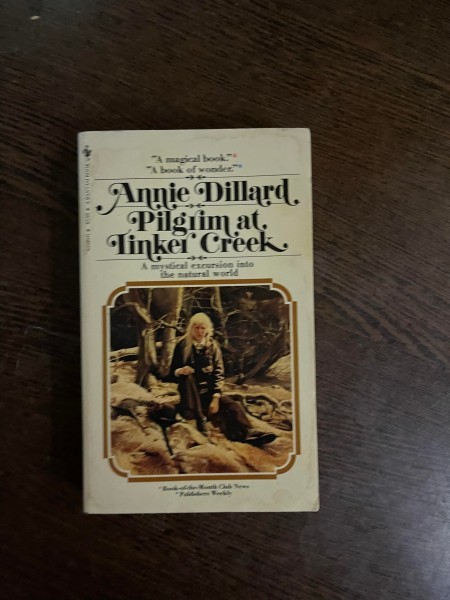 "A magical book."*
"A book of wonder."*
Annie Dillard
Pilgrim at
Tinker Creek
A mystical excursion into
the natural world
*Book-of-the-Month Club News
*Publishers Weekly